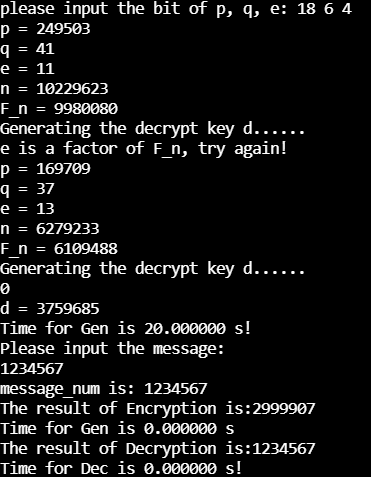 please input the bit of p, q, e: 18 6 4
p = 249503
q = 41
e = 11
n = 10229623
F_n = 9980080
Generating the decrypt key d......
e is a factor of F_n, try again!
p = 169709
q = 37
e = 13
n = 6279233
F_n = 6109488
Generating the decrypt key d......
0
d = 3759685
Time for Gen is 20.000000 s!
Please input the message:
1234567
message_num is: 1234567
The result of Encryption is:2999907
Time for Gen is 0.000000 s
The result of Decryption is:1234567
Time for Dec is 0.000000 s!